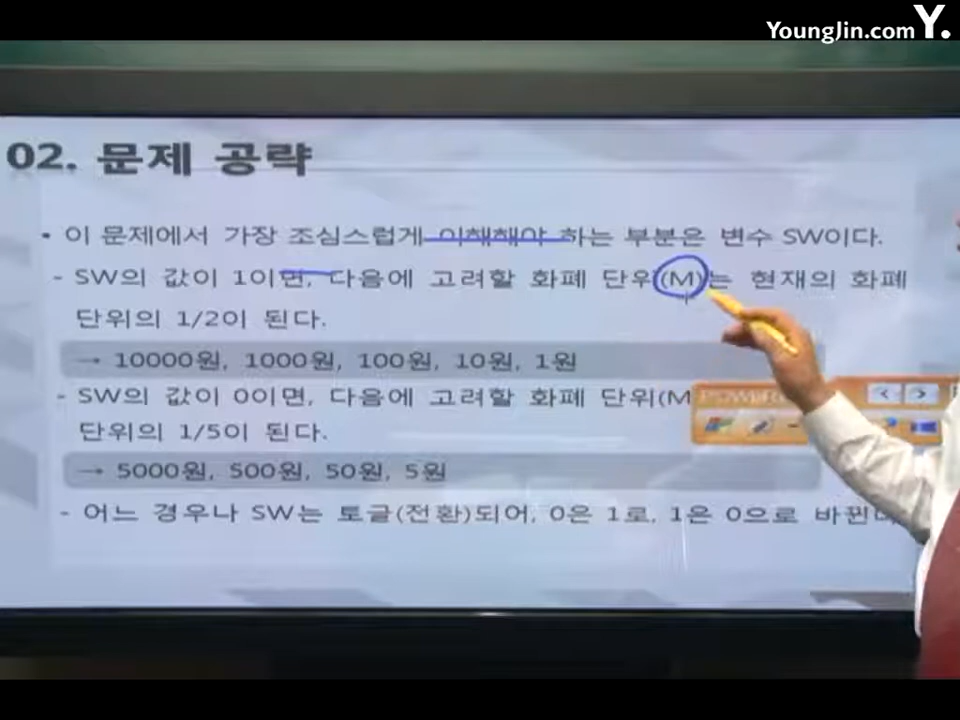 YoungJin.com Y.
02. 문제 공략
• 이 문제에서 가장 조심스럽게 이해해야 하는 부분은 변수 SW이다.
- SW의 값이 1이면, 다음에 고려할 화폐 단위(M)는 현재의 화폐
단위의 1/2이 된다.
→ 10000원, 1000원, 100원, 10원, 1원
- SW의 값이 0이면, 다음에 고려할 화폐 단위(M
단위의 1/5이 된다.
→ 5000원, 500원, 50원, 5원
- 어느 경우나 SW는 토글(전환)되어, 0은 1로, 1은 0으로 바뀐다